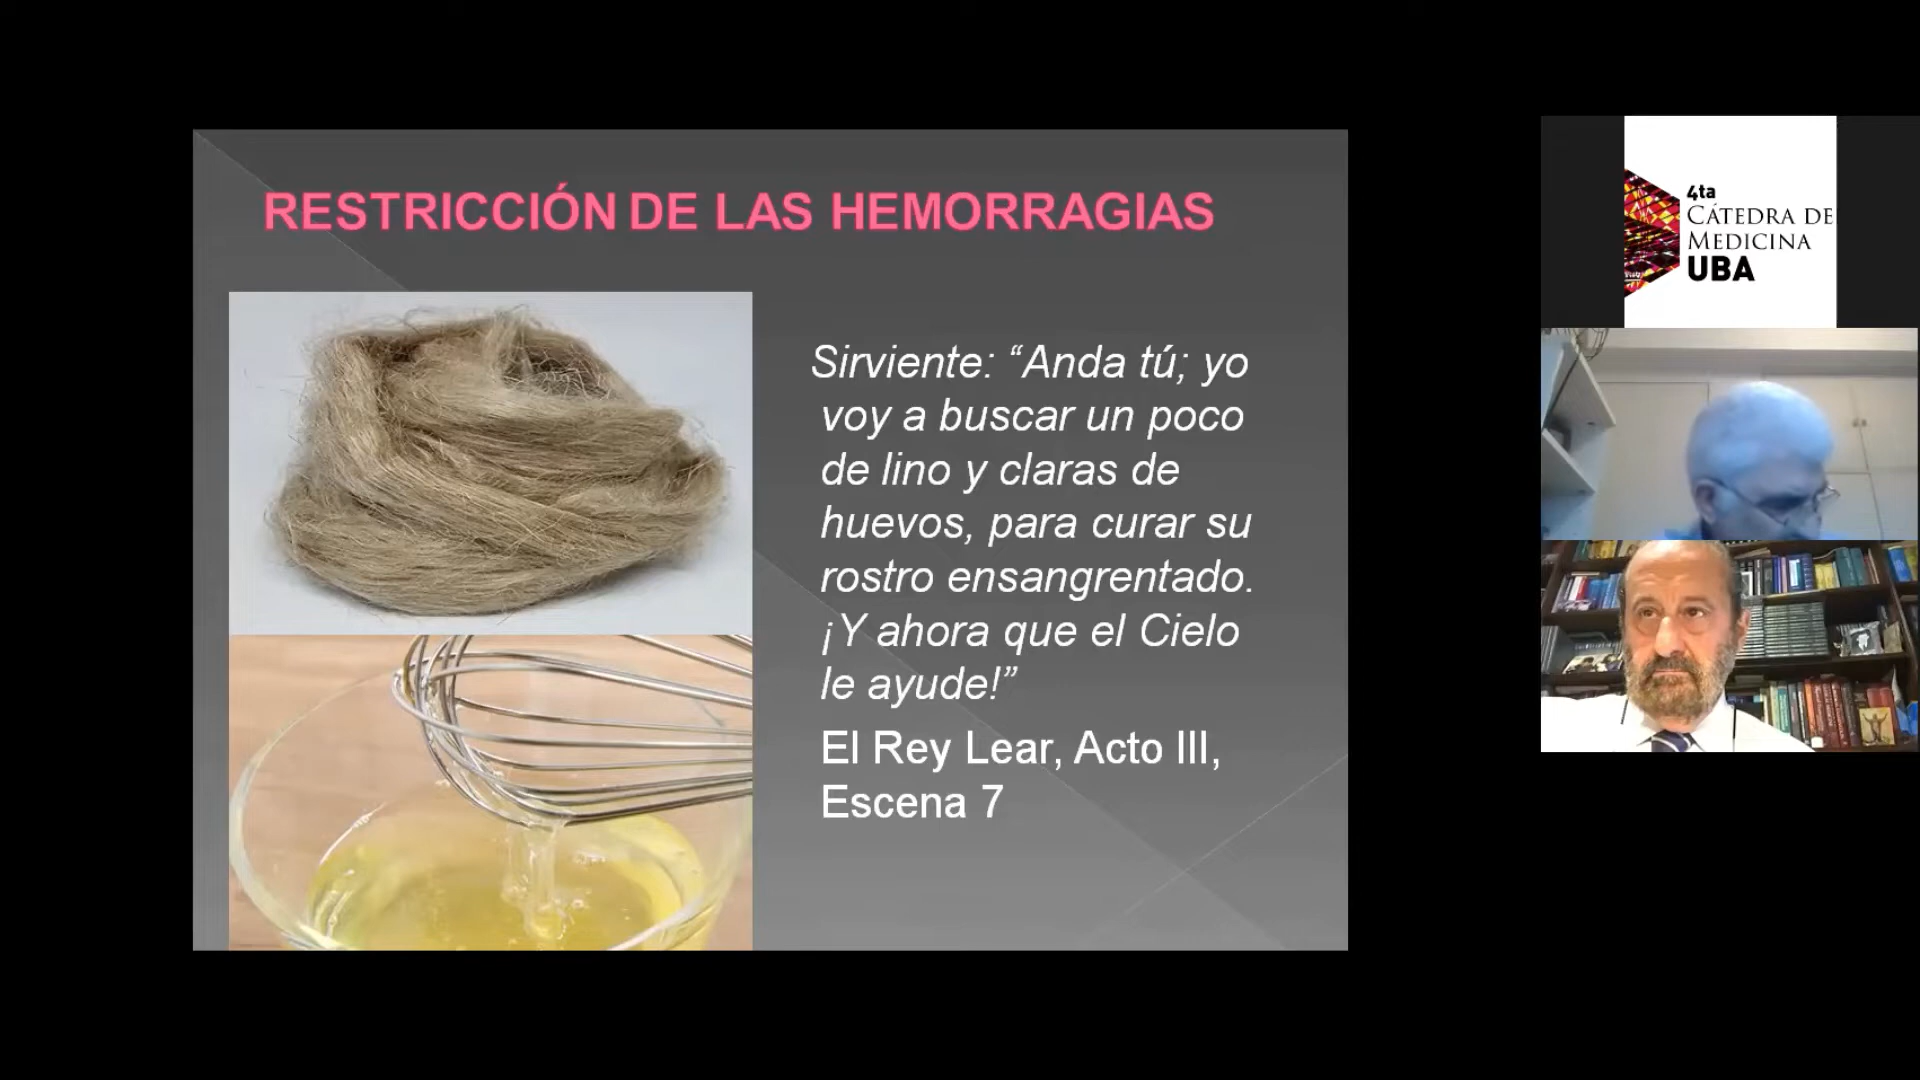 RESTRICCIÓN DE LAS HEMORRAGIAS
Sirviente: “Anda tú; yo
voy a buscar un poco
de lino y claras de
huevos, para curar su
rostro ensangrentado.
¡Y ahora que el Cielo
le ayude!”
El Rey Lear, Acto III,
Escena 7
4ta
CÁTEDRA DE
MEDICINA
UBA